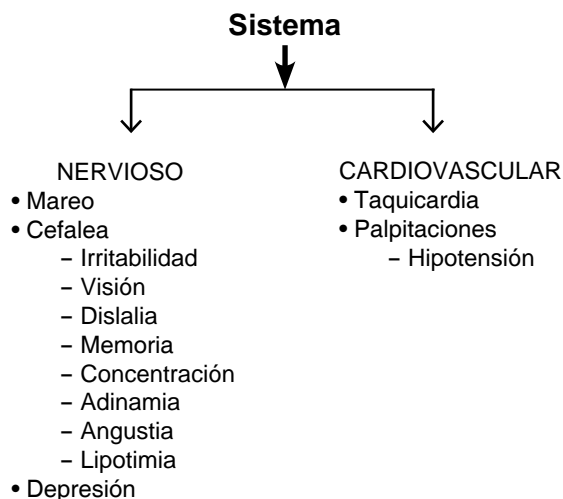 Sistema
NERVIOSO
• Mareo
• Cefalea
– Irritabilidad
– Visión
– Dislalia
– Memoria
– Concentración
– Adinamia
– Angustia
– Lipotimia
• Depresión
CARDIOVASCULAR
• Taquicardia
• Palpitaciones
– Hipotensión